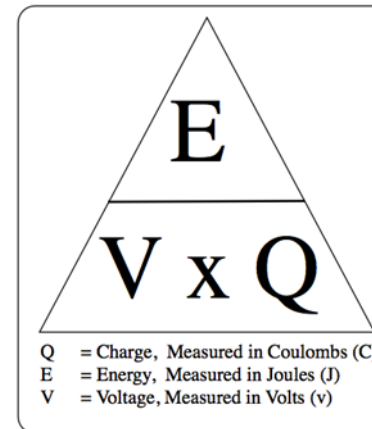 E
V x Q
Q = Charge, Measured in Coulombs (C
E = Energy, Measured in Joules (J)
V = Voltage, Measured in Volts (v)